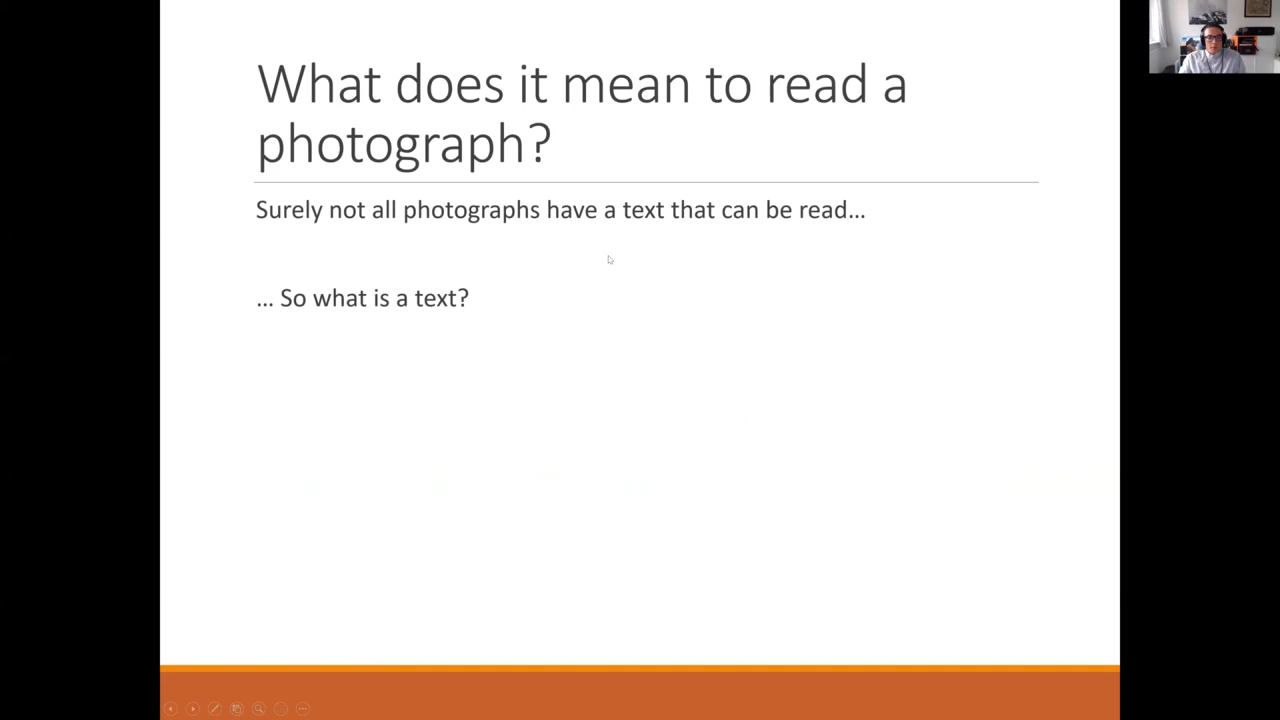 What does it mean to read a
photograph?
Surely not all photographs have a text that can be read…
… So what is a text?